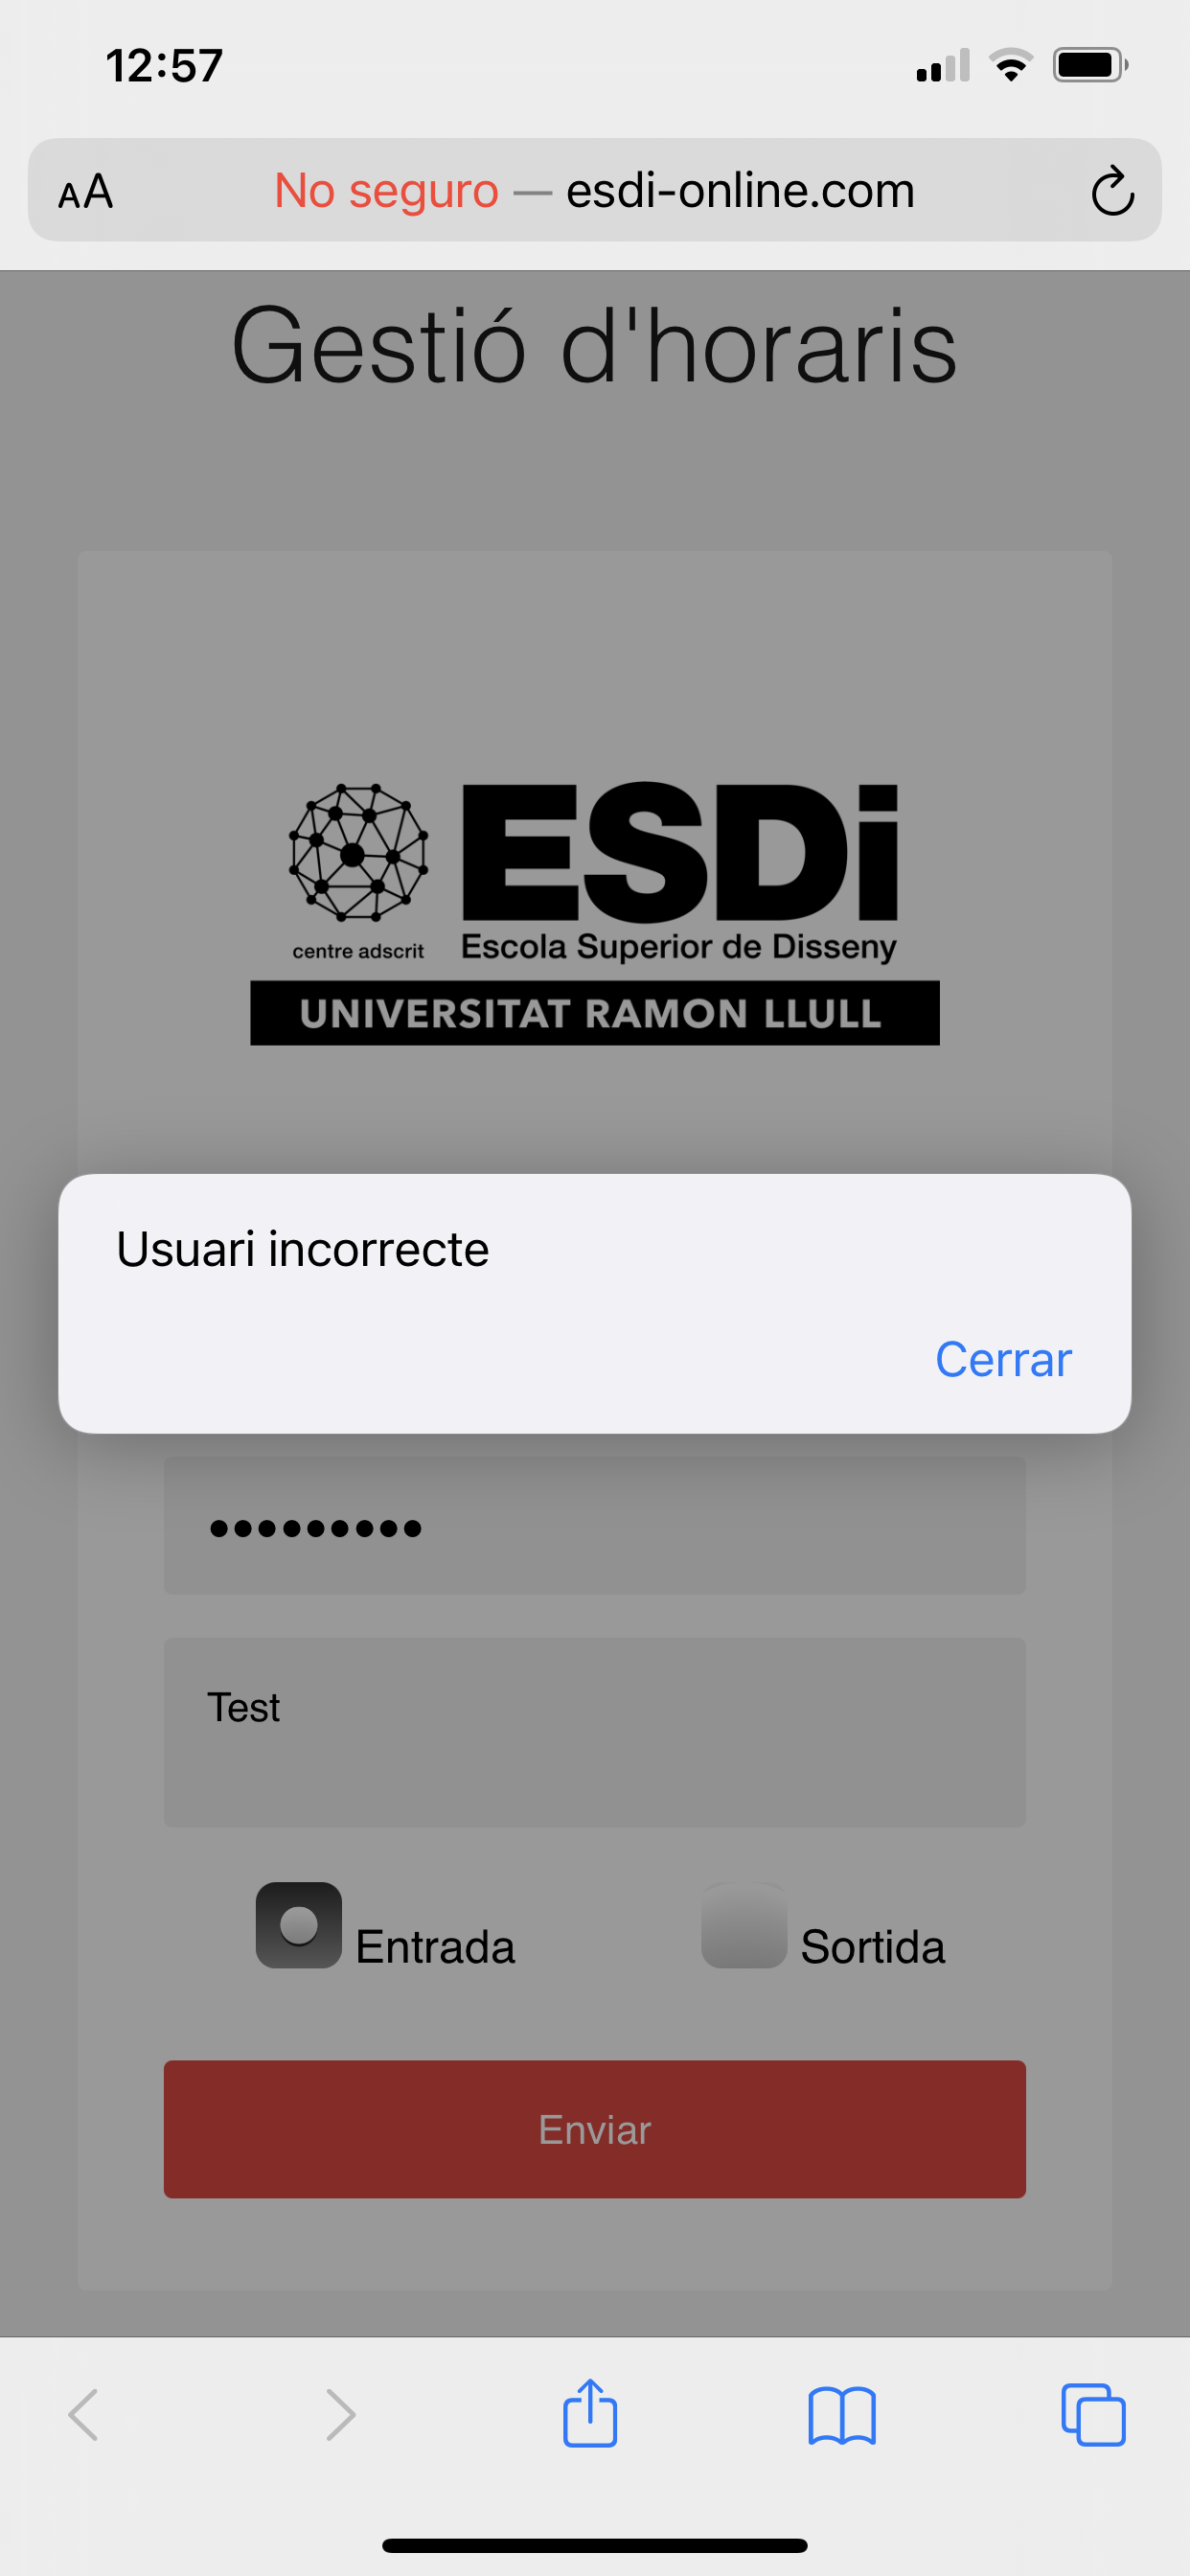 12:57
AA
No seguro — esdi-online.com
Gestió d'horaris
ESDi
centre adscrit
Escola Superior de Disseny
UNIVERSITAT RAMON LLULL
Usuari incorrecte
Cerrar
•••••••••
Test
Entrada
Sortida
Enviar